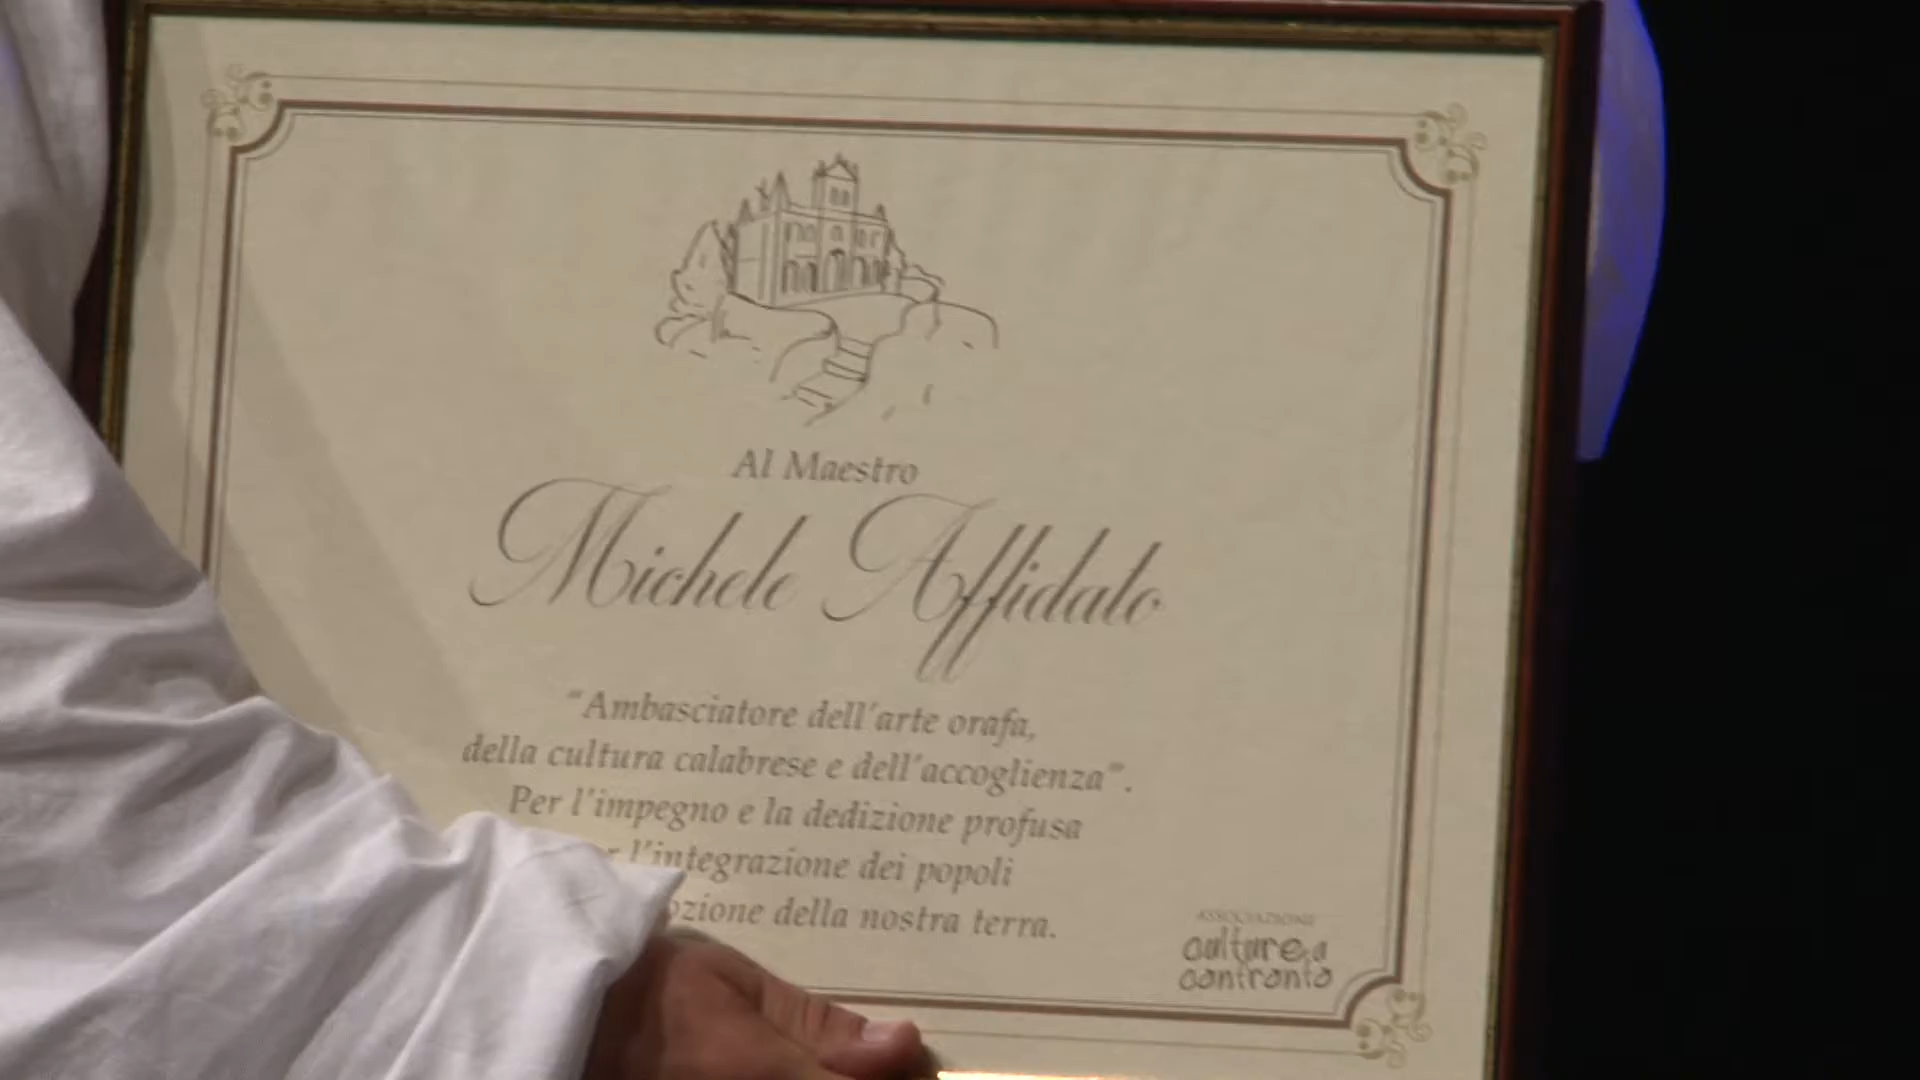 Al Maestro
Michele Affidato
"Ambasciatore dell'arte orafa,
della cultura calabrese e dell'accoglienza".
Per l'impegno e la dedizione profusa
l'integrazione dei popoli
della nostra terra.
ASSOCIAZIONE
culture a
confronto